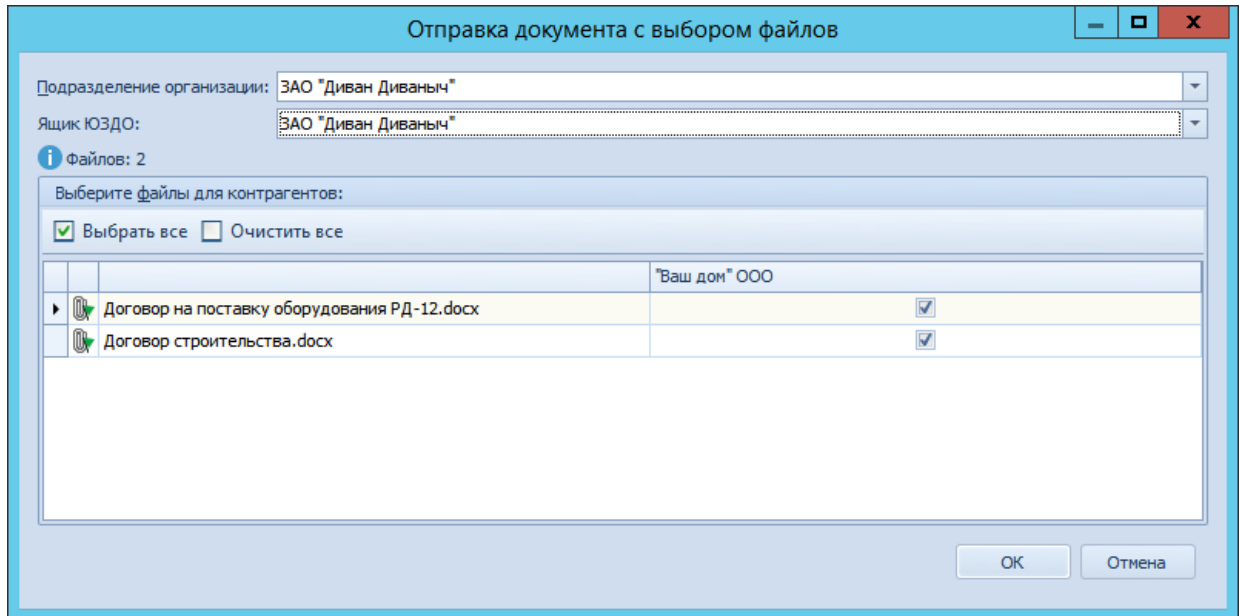 Отправка документа с выбором файлов
Подразделение организации: ЗАО "Диван Диваныч"
Ящик ЮЗДО: ЗАО "Диван Диваныч"
Файлов: 2
Выберите файлы для контрагентов:
Выбрать все Очистить все
"Ваш дом" ООО
Договор на поставку оборудования РД-12.docx
Договор строительства.docx
ОК Отмена